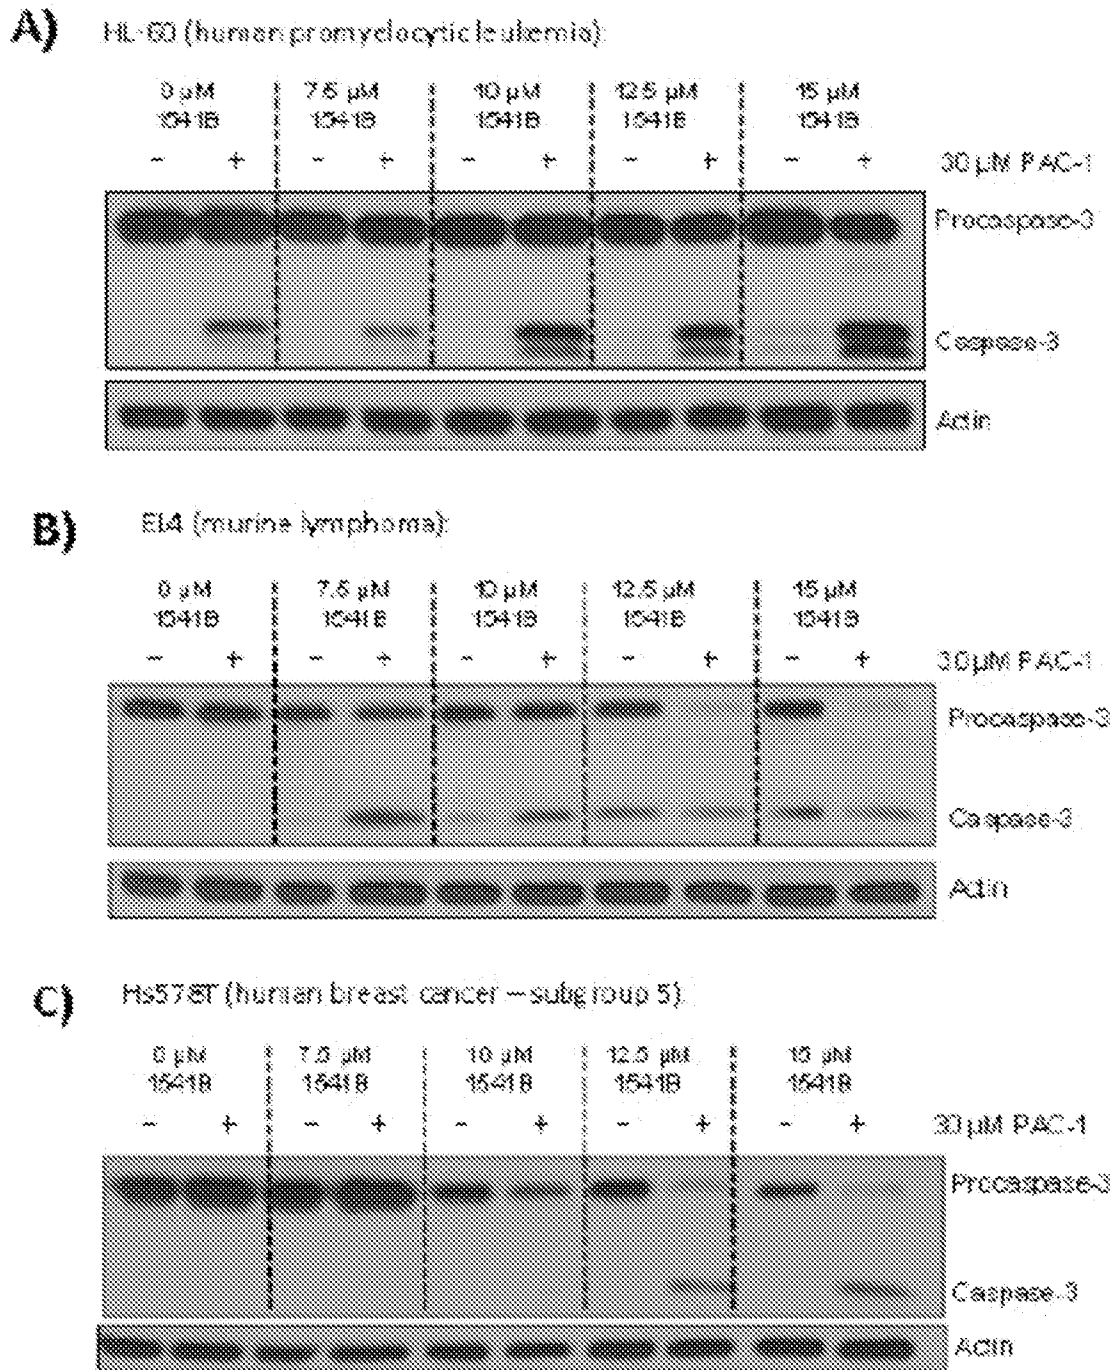 A) HL-60 (human promyelocytic leukemia):
0 µM 7.5 µM 10 µM 12.5 µM 15 µM
1541B 1541B 1541B 1541B 1541B
− + − + − + − + − + 30 µM PAC-1
Procaspase-3
Caspase-3
Actin
B) EL4 (murine lymphoma):
0 µM 7.5 µM 10 µM 12.5 µM 15 µM
1541B 1541B 1541B 1541B 1541B
− + − + − + − + − + 30 µM PAC-1
Procaspase-3
Caspase-3
Actin
C) Hs578T (human breast cancer – subgroup 5):
0 µM 7.5 µM 10 µM 12.5 µM 15 µM
1541B 1541B 1541B 1541B 1541B
− + − + − + − + − + 30 µM PAC-1
Procaspase-3
Caspase-3
Actin